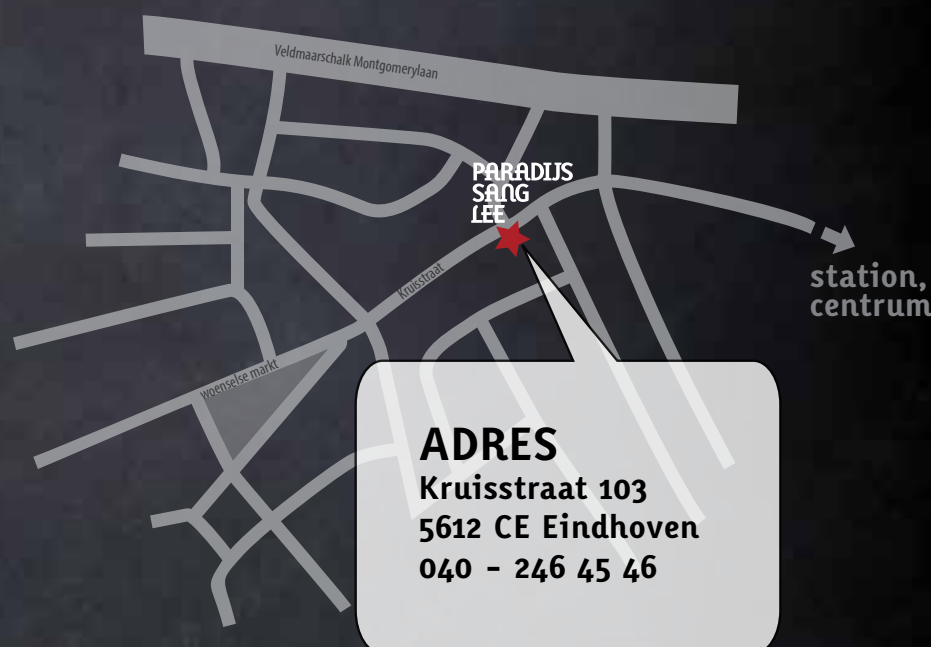 Veldmaarschalk Montgomerylaan
PARADIJS
SANG
LEE
Kruisstraat
station,
centrum
woenselse markt
ADRES
Kruisstraat 103
5612 CE Eindhoven
040 - 246 45 46